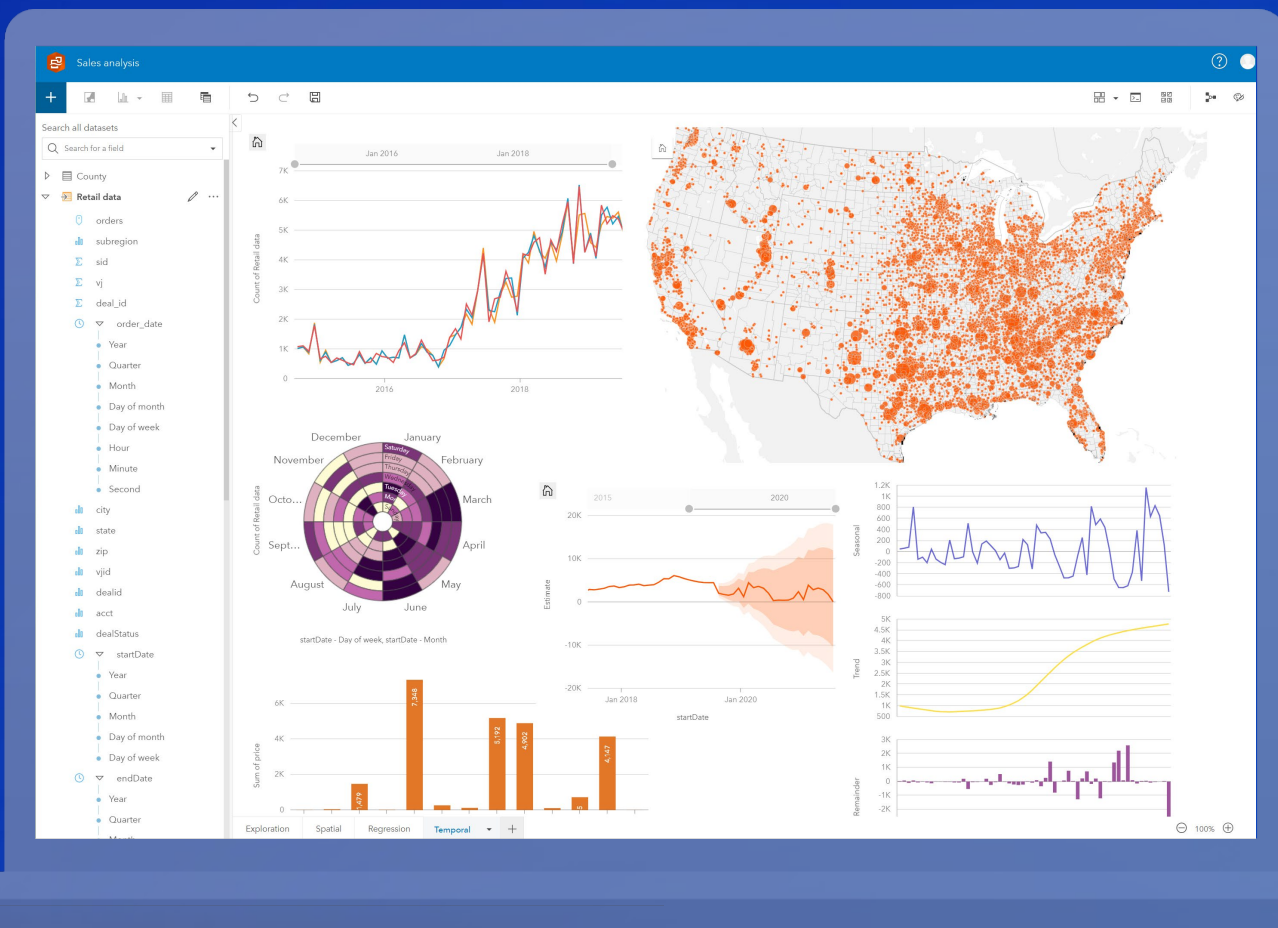 Sales analysis
Search all datasets
Search for a field
County
Retail data
orders
subregion
sid
vj
deal_id
order_date
Year
Quarter
Month
Day of month
Day of week
Hour
Minute
Second
city
state
zip
vjid
dealid
acct
dealStatus
startDate
Year
Quarter
Month
Day of month
Day of week
endDate
Year
Quarter
Month
Jan 2016 Jan 2018
7K
6K
5K
4K
3K
2K
1K
0
Count of Retail data
2016 2018
December January
November February
Octo... March
Sept... April
August May
July June
Saturday
Friday
Thursday
Wednesday
Tuesday
Count of Retail data
startDate - Day of week, startDate - Month
6K
4K
2K
0
Sum of price
1,479
7,348
5,192
4,902
4,147
2015 2020
20K
10K
0
-10K
-20K
Estimate
Jan 2018 Jan 2020
startDate
1.2K
1K
800
600
400
200
0
-200
-400
-600
-800
Seasonal
5K
4.5K
4K
3.5K
3K
2.5K
2K
1.5K
1K
500
Trend
3K
2K
1K
0
-1K
-2K
Remainder
Exploration Spatial Regression Temporal
100%